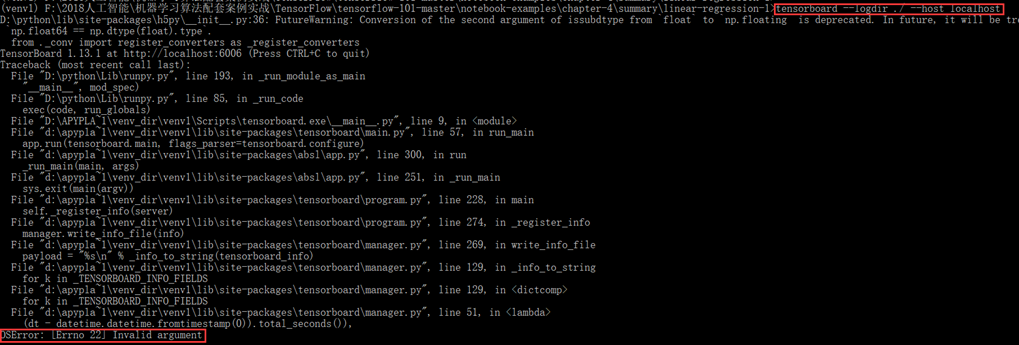 (venv1) F:\2018人工智能\机器学习算法配套案例实战\TensorFlow\tensorflow-101-master\notebook-examples\chapter-4\summary\linear-regression-1>tensorboard --logdir ./ --host localhost
D:\python\lib\site-packages\h5py\__init__.py:36: FutureWarning: Conversion of the second argument of issubdtype from `float` to `np.floating` is deprecated. In future, it will be tre
`np.float64 == np.dtype(float).type`.
  from ._conv import register_converters as _register_converters
TensorBoard 1.13.1 at http://localhost:6006 (Press CTRL+C to quit)
Traceback (most recent call last):
  File "D:\python\Lib\runpy.py", line 193, in _run_module_as_main
    "__main__", mod_spec)
  File "D:\python\Lib\runpy.py", line 85, in _run_code
    exec(code, run_globals)
  File "D:\APYPLA~1\venv_dir\venv1\Scripts\tensorboard.exe\__main__.py", line 9, in <module>
  File "d:\apypla~1\venv_dir\venv1\lib\site-packages\tensorboard\main.py", line 57, in run_main
    app.run(tensorboard.main, flags_parser=tensorboard.configure)
  File "d:\apypla~1\venv_dir\venv1\lib\site-packages\absl\app.py", line 300, in run
    _run_main(main, args)
  File "d:\apypla~1\venv_dir\venv1\lib\site-packages\absl\app.py", line 251, in _run_main
    sys.exit(main(argv))
  File "d:\apypla~1\venv_dir\venv1\lib\site-packages\tensorboard\program.py", line 228, in main
    self._register_info(server)
  File "d:\apypla~1\venv_dir\venv1\lib\site-packages\tensorboard\program.py", line 274, in _register_info
    manager.write_info_file(info)
  File "d:\apypla~1\venv_dir\venv1\lib\site-packages\tensorboard\manager.py", line 269, in write_info_file
    payload = "%s\n" % _info_to_string(tensorboard_info)
  File "d:\apypla~1\venv_dir\venv1\lib\site-packages\tensorboard\manager.py", line 129, in _info_to_string
    for k in _TENSORBOARD_INFO_FIELDS
  File "d:\apypla~1\venv_dir\venv1\lib\site-packages\tensorboard\manager.py", line 129, in <dictcomp>
    for k in _TENSORBOARD_INFO_FIELDS
  File "d:\apypla~1\venv_dir\venv1\lib\site-packages\tensorboard\manager.py", line 51, in <lambda>
    (dt - datetime.datetime.fromtimestamp(0)).total_seconds()),
OSError: [Errno 22] Invalid argument